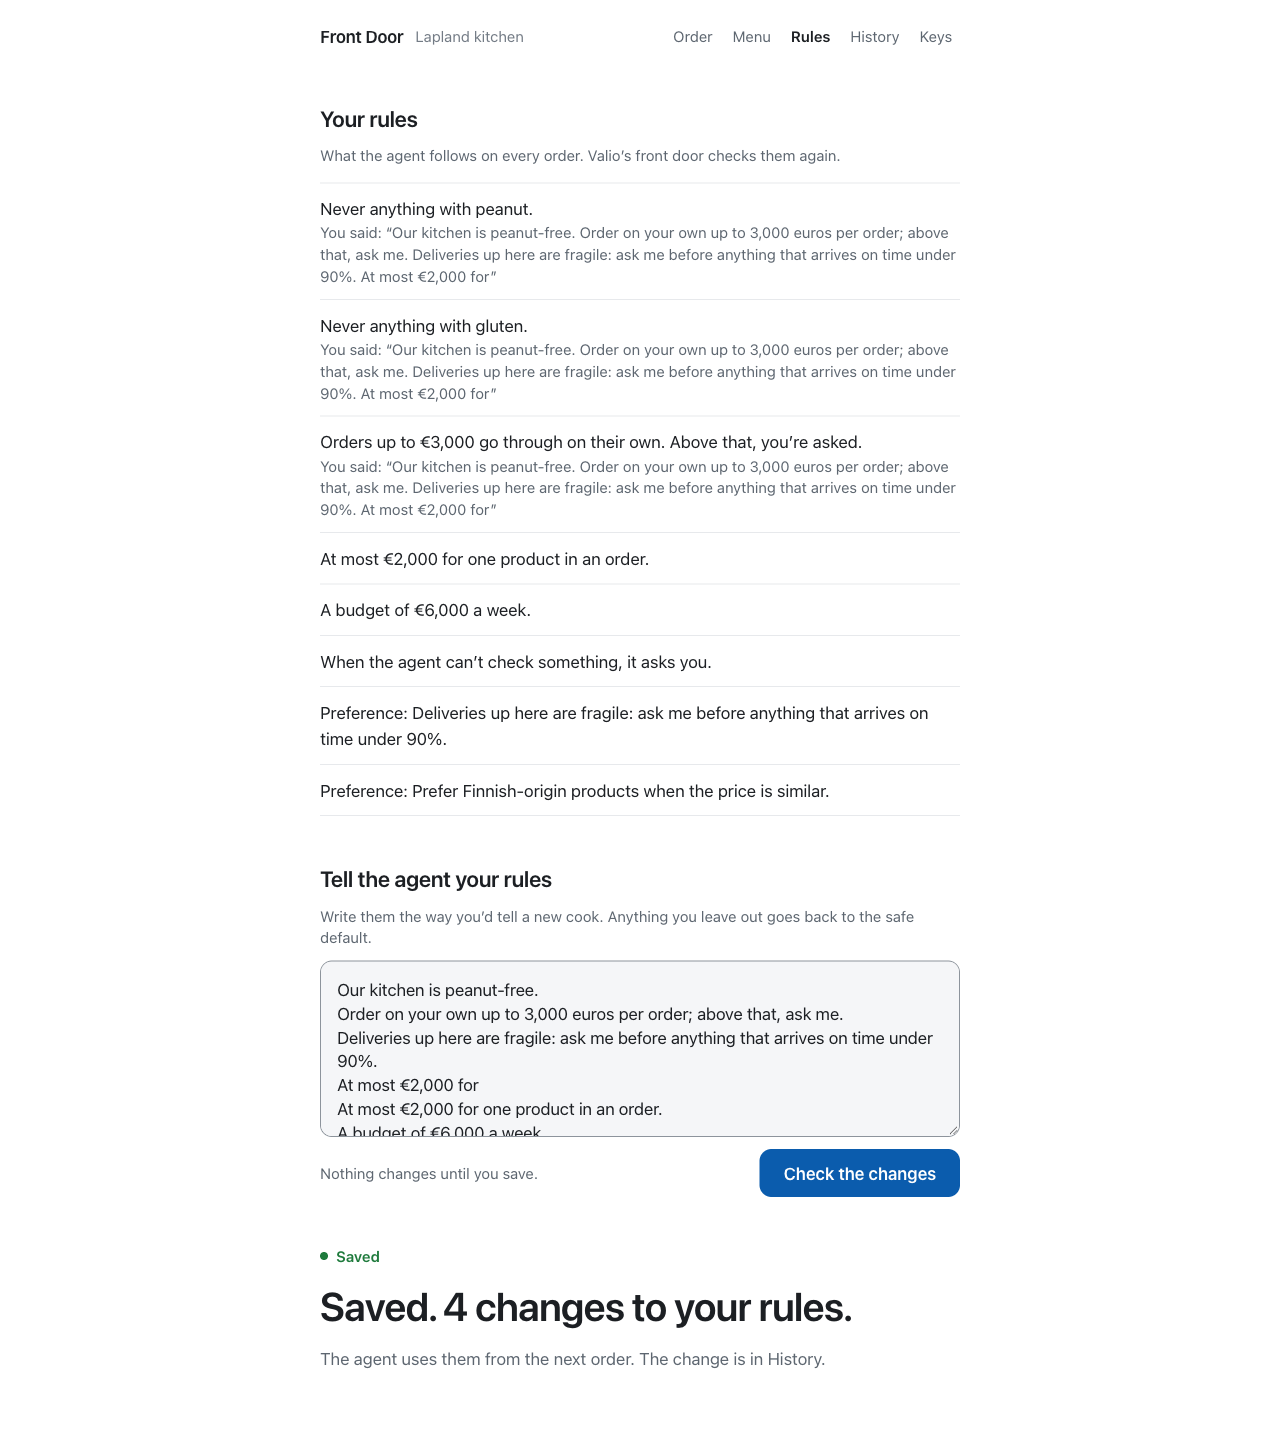 Front Door Lapland kitchen Order Menu Rules History Keys
Your rules
What the agent follows on every order. Valio’s front door checks them again.
Never anything with peanut.
You said: “Our kitchen is peanut-free. Order on your own up to 3,000 euros per order; above
that, ask me. Deliveries up here are fragile: ask me before anything that arrives on time under
90%. At most €2,000 for”
Never anything with gluten.
You said: “Our kitchen is peanut-free. Order on your own up to 3,000 euros per order; above
that, ask me. Deliveries up here are fragile: ask me before anything that arrives on time under
90%. At most €2,000 for”
Orders up to €3,000 go through on their own. Above that, you’re asked.
You said: “Our kitchen is peanut-free. Order on your own up to 3,000 euros per order; above
that, ask me. Deliveries up here are fragile: ask me before anything that arrives on time under
90%. At most €2,000 for”
At most €2,000 for one product in an order.
A budget of €6,000 a week.
When the agent can’t check something, it asks you.
Preference: Deliveries up here are fragile: ask me before anything that arrives on
time under 90%.
Preference: Prefer Finnish-origin products when the price is similar.
Tell the agent your rules
Write them the way you’d tell a new cook. Anything you leave out goes back to the safe
default.
Our kitchen is peanut-free.
Order on your own up to 3,000 euros per order; above that, ask me.
Deliveries up here are fragile: ask me before anything that arrives on time under
90%.
At most €2,000 for
At most €2,000 for one product in an order.
A budget of €6,000 a week.
Nothing changes until you save.
Check the changes
Saved
Saved. 4 changes to your rules.
The agent uses them from the next order. The change is in History.